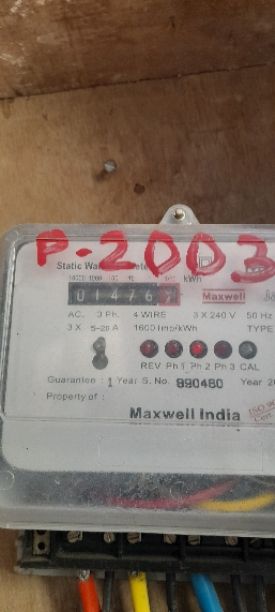 P-2003
Static Wa
kWh
01476
Maxwell
AC. 3 Ph. 4 WIRE 3 X 240 V 50 Hz
3 X 5-20 A 1600 Imp/kWh TYPE
REV Ph 1 Ph 2 Ph 3 CAL
Guarantee : 1 Year S. No. 990480 Year
Property of :
Maxwell India